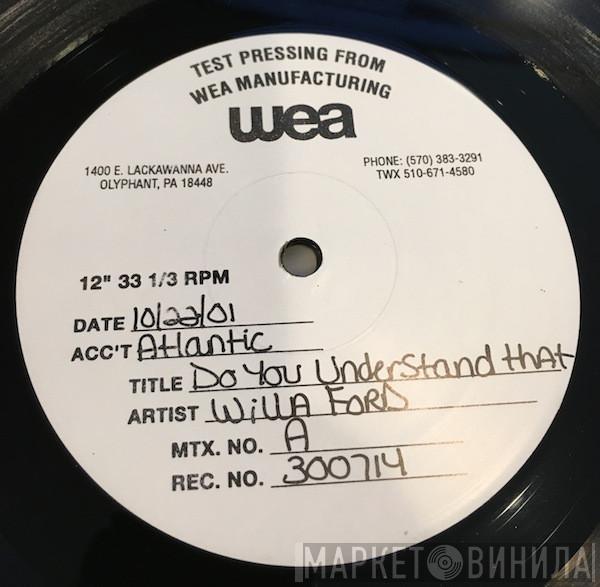 TEST PRESSING FROM
WEA MANUFACTURING
wea
1400 E. LACKAWANNA AVE.
OLYPHANT, PA 18448
PHONE: (570) 383-3291
TWX 510-671-4580
12" 33 1/3 RPM
DATE 10/22/01
ACC'T Atlantic
TITLE Do You Understand that
ARTIST Willa Ford
MTX. NO. A
REC. NO. 300714
МАРКЕТ ВИНИЛА